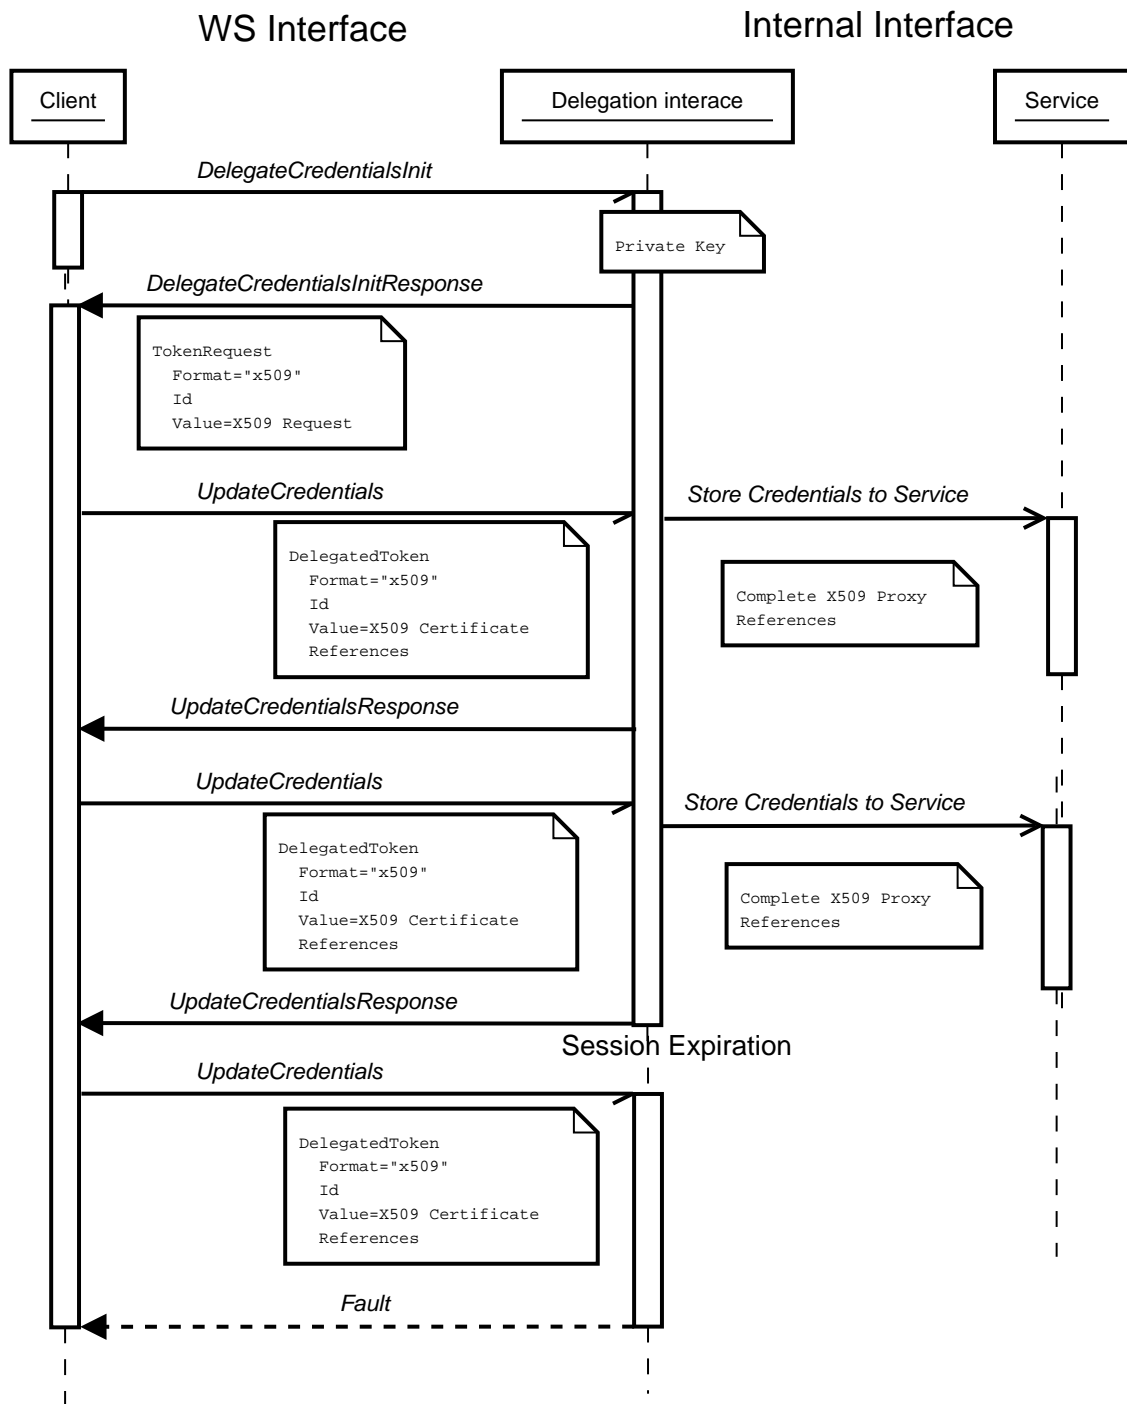 WS Interface
Internal Interface
Client
Delegation interace
Service
DelegateCredentialsInit
Private Key
DelegateCredentialsInitResponse
TokenRequest
Format="x509"
Id
Value=X509 Request
UpdateCredentials
Store Credentials to Service
DelegatedToken
Format="x509"
Id
Value=X509 Certificate
References
Complete X509 Proxy
References
UpdateCredentialsResponse
UpdateCredentials
Store Credentials to Service
DelegatedToken
Format="x509"
Id
Value=X509 Certificate
References
Complete X509 Proxy
References
UpdateCredentialsResponse
Session Expiration
UpdateCredentials
DelegatedToken
Format="x509"
Id
Value=X509 Certificate
References
Fault